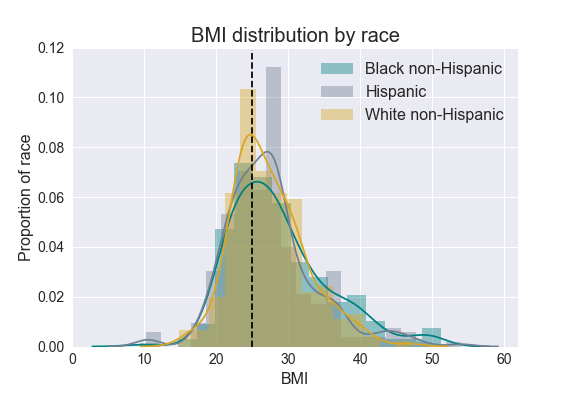 BMI distribution by race
0.12
0.10
0.08
0.06
0.04
0.02
0.00
Proportion of race
Black non-Hispanic
Hispanic
White non-Hispanic
0 10 20 30 40 50 60
BMI